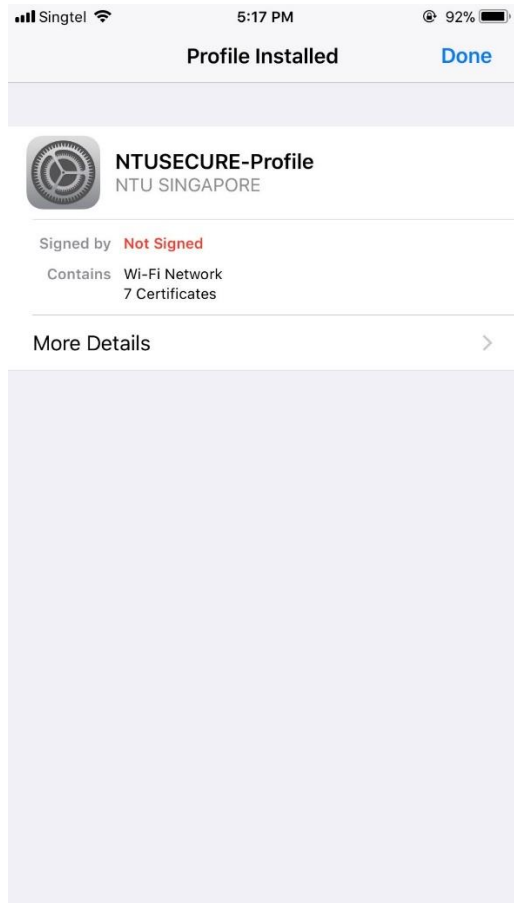 Singtel 5:17 PM 92%
Profile Installed Done
NTUSECURE-Profile
NTU SINGAPORE
Signed by Not Signed
Contains Wi-Fi Network
7 Certificates
More Details